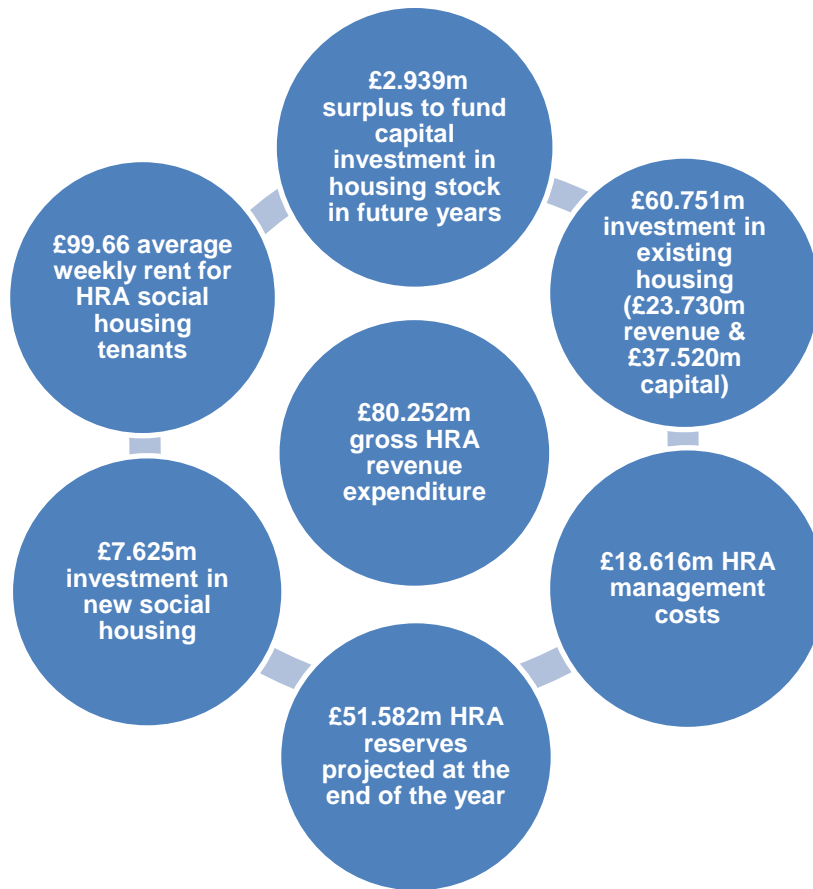 £2.939m
surplus to fund
capital
investment in
housing stock
in future years
£60.751m
investment in
existing
housing
(£23.730m
revenue &
£37.520m
capital)
£18.616m HRA
management
costs
£51.582m HRA
reserves
projected at the
end of the year
£7.625m
investment in
new social
housing
£99.66 average
weekly rent for
HRA social
housing
tenants
£80.252m
gross HRA
revenue
expenditure